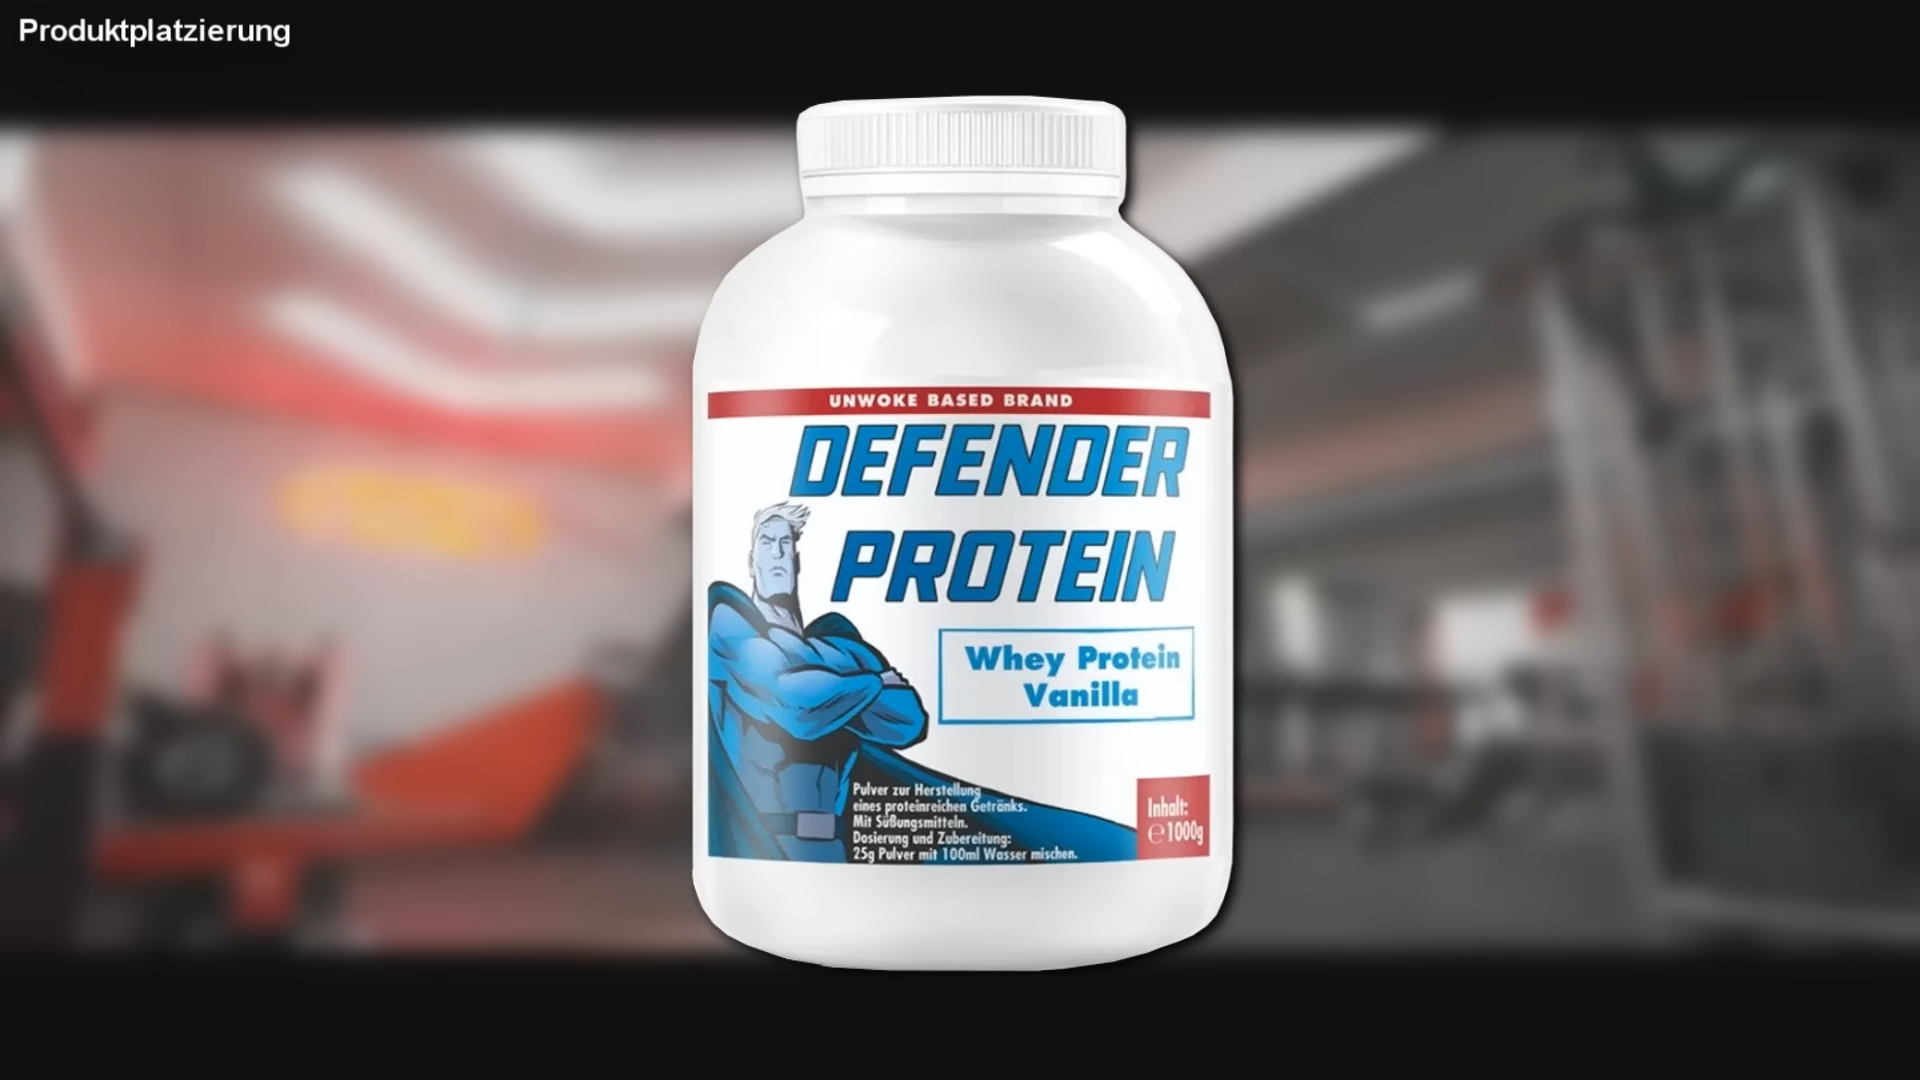 Produktplatzierung
UNWOKE BASED BRAND
DEFENDER
PROTEIN
Whey Protein
Vanilla
Pulver zur Herstellung
eines proteinreichen Getränks.
Mit Süßungsmitteln.
Dosierung und Zubereitung:
25g Pulver mit 100ml Wasser mischen.
Inhalt:
℮1000g